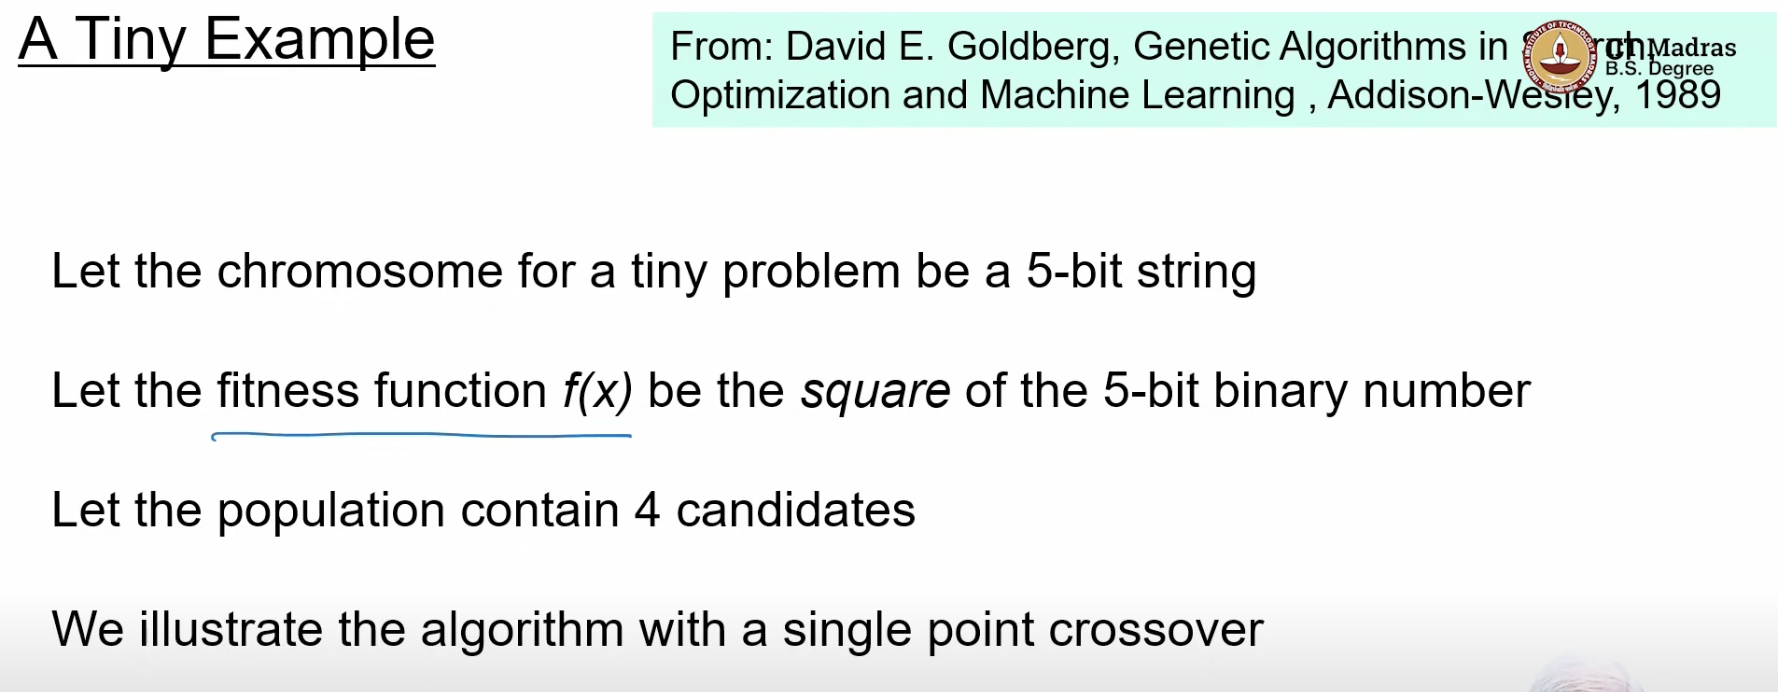 A Tiny Example
From: David E. Goldberg, Genetic Algorithms in
Optimization and Machine Learning , Addison-Wesley, 1989
IIT Madras
B.S. Degree
Let the chromosome for a tiny problem be a 5-bit string
Let the fitness function f(x) be the square of the 5-bit binary number
Let the population contain 4 candidates
We illustrate the algorithm with a single point crossover